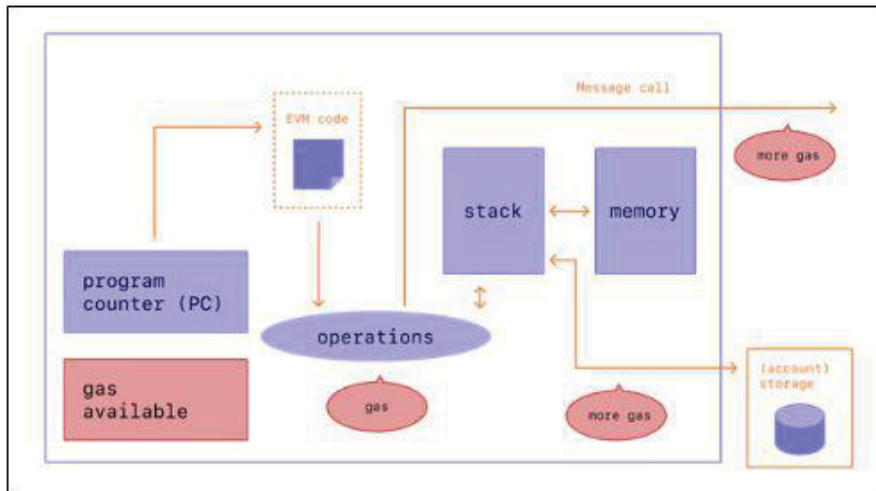 Message call
EVM code
more gas
stack
memory
program
counter (PC)
operations
(account)
storage
gas
available
gas
more gas